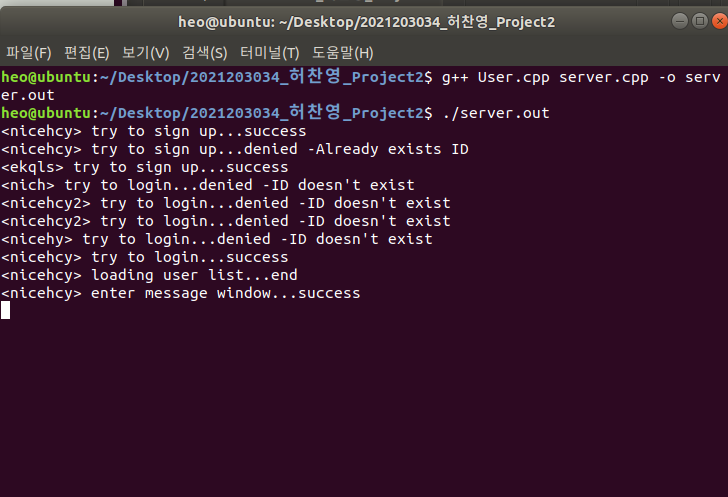 heo@ubuntu: ~/Desktop/2021203034_허찬영_Project2
파일(F) 편집(E) 보기(V) 검색(S) 터미널(T) 도움말(H)
heo@ubuntu:~/Desktop/2021203034_허찬영_Project2$ g++ User.cpp server.cpp -o serv
er.out
heo@ubuntu:~/Desktop/2021203034_허찬영_Project2$ ./server.out
<nicehcy> try to sign up...success
<nicehcy> try to sign up...denied -Already exists ID
<ekqls> try to sign up...success
<nich> try to login...denied -ID doesn't exist
<nicehcy2> try to login...denied -ID doesn't exist
<nicehcy2> try to login...denied -ID doesn't exist
<nicehy> try to login...denied -ID doesn't exist
<nicehcy> try to login...success
<nicehcy> loading user list...end
<nicehcy> enter message window...success